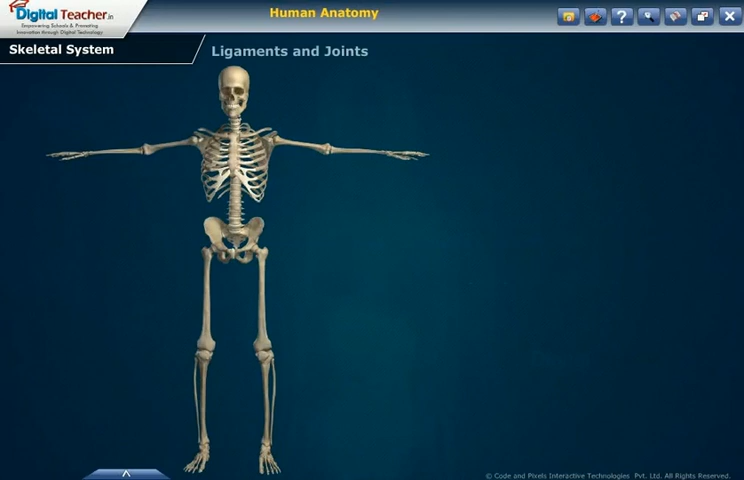 Digital Teacher.in
Empowering Schools & Promoting
Innovation through Digital Technology
Human Anatomy
?
Skeletal System
Ligaments and Joints
© Code and Pixels Interactive Technologies Pvt. Ltd. All Rights Reserved.